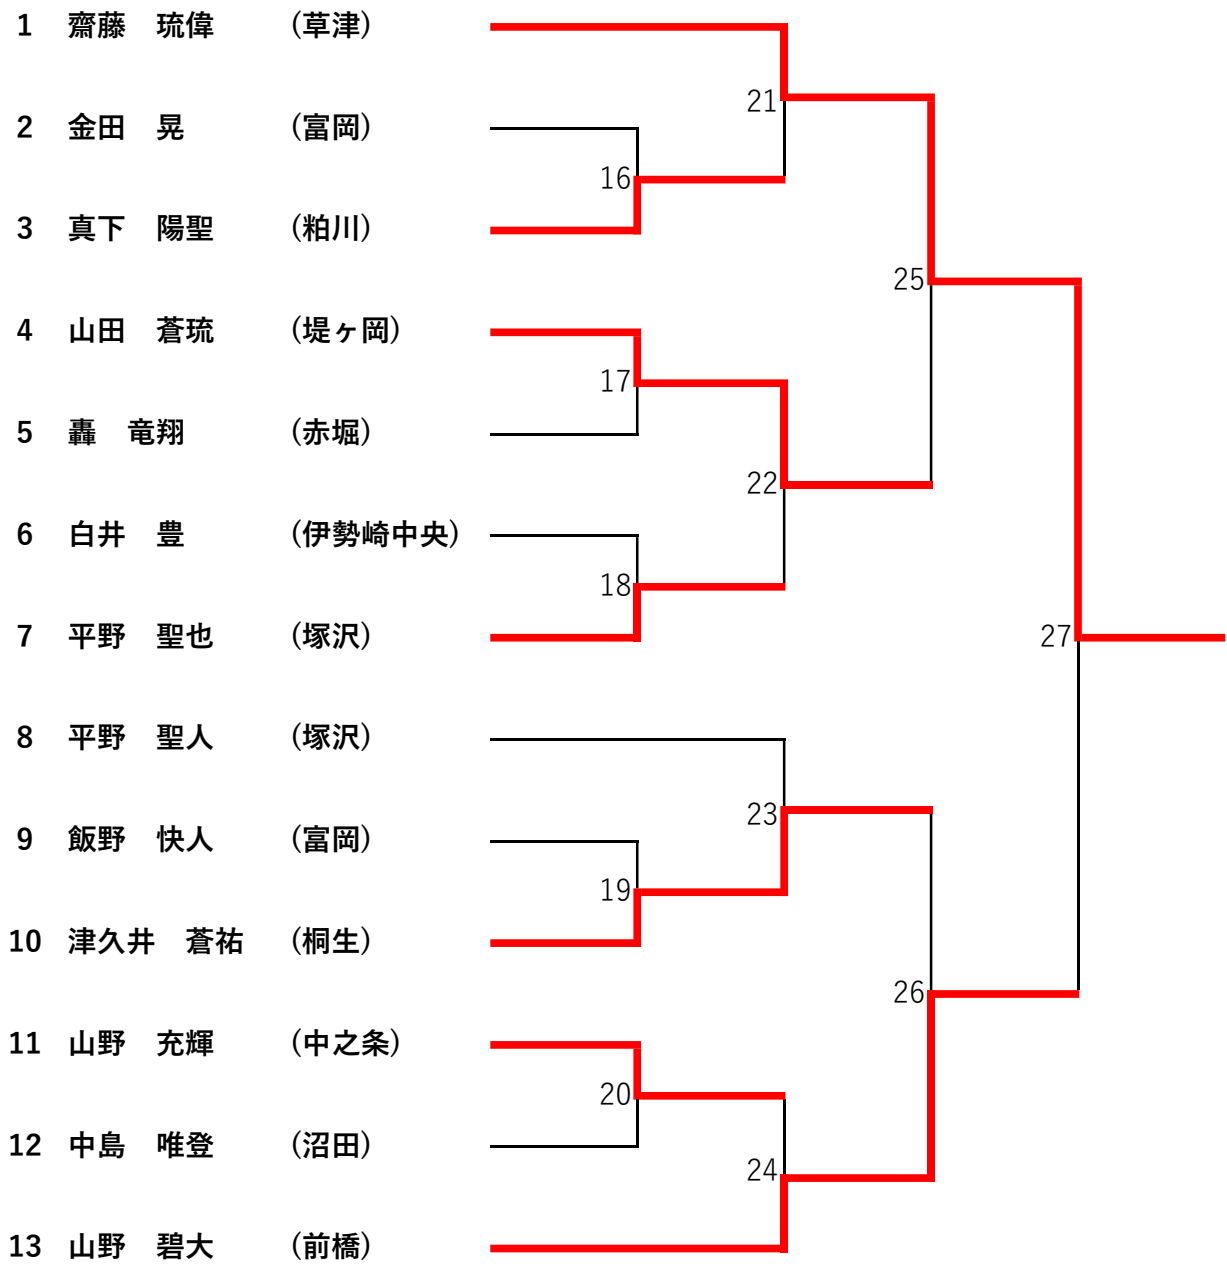 1 齋藤　琉偉 (草津)
21
2 金田　晃 (富岡)
16
3 真下　陽聖 (粕川)
25
4 山田　蒼琉 (堤ヶ岡)
17
5 轟　竜翔 (赤堀)
22
6 白井　豊 (伊勢崎中央)
18
7 平野　聖也 (塚沢)
27
8 平野　聖人 (塚沢)
23
9 飯野　快人 (富岡)
19
10 津久井　蒼祐 (桐生)
26
11 山野　充輝 (中之条)
20
12 中島　唯登 (沼田)
24
13 山野　碧大 (前橋)